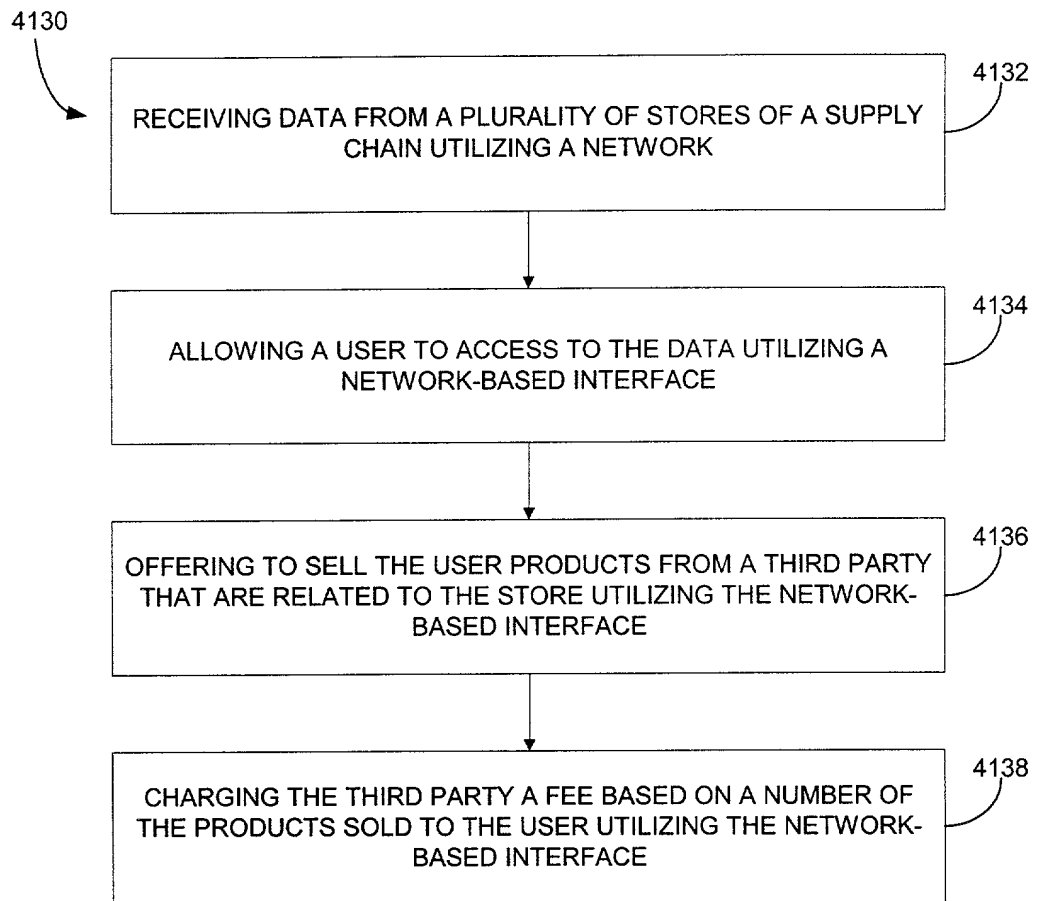 4130
4132
RECEIVING DATA FROM A PLURALITY OF STORES OF A SUPPLY
CHAIN UTILIZING A NETWORK
4134
ALLOWING A USER TO ACCESS TO THE DATA UTILIZING A
NETWORK-BASED INTERFACE
4136
OFFERING TO SELL THE USER PRODUCTS FROM A THIRD PARTY
THAT ARE RELATED TO THE STORE UTILIZING THE NETWORK-
BASED INTERFACE
4138
CHARGING THE THIRD PARTY A FEE BASED ON A NUMBER OF
THE PRODUCTS SOLD TO THE USER UTILIZING THE NETWORK-
BASED INTERFACE